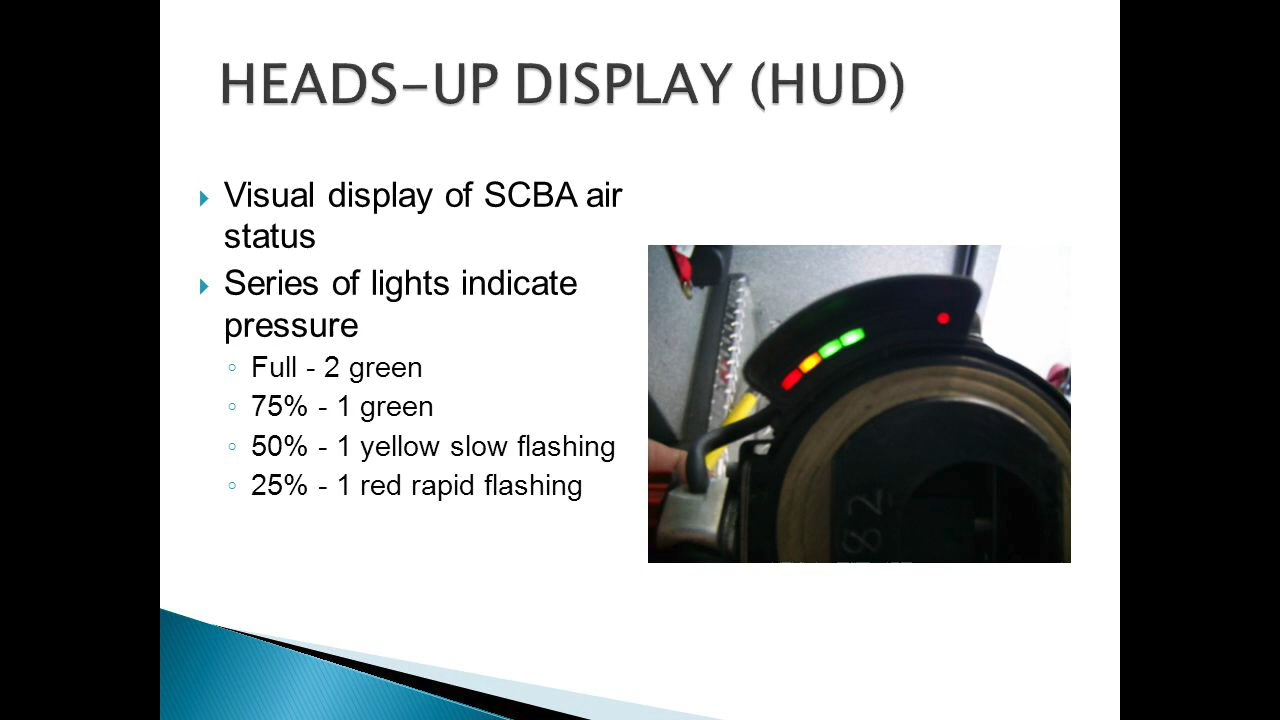 HEADS-UP DISPLAY (HUD)
Visual display of SCBA air
status
Series of lights indicate
pressure
Full - 2 green
75% - 1 green
50% - 1 yellow slow flashing
25% - 1 red rapid flashing
82